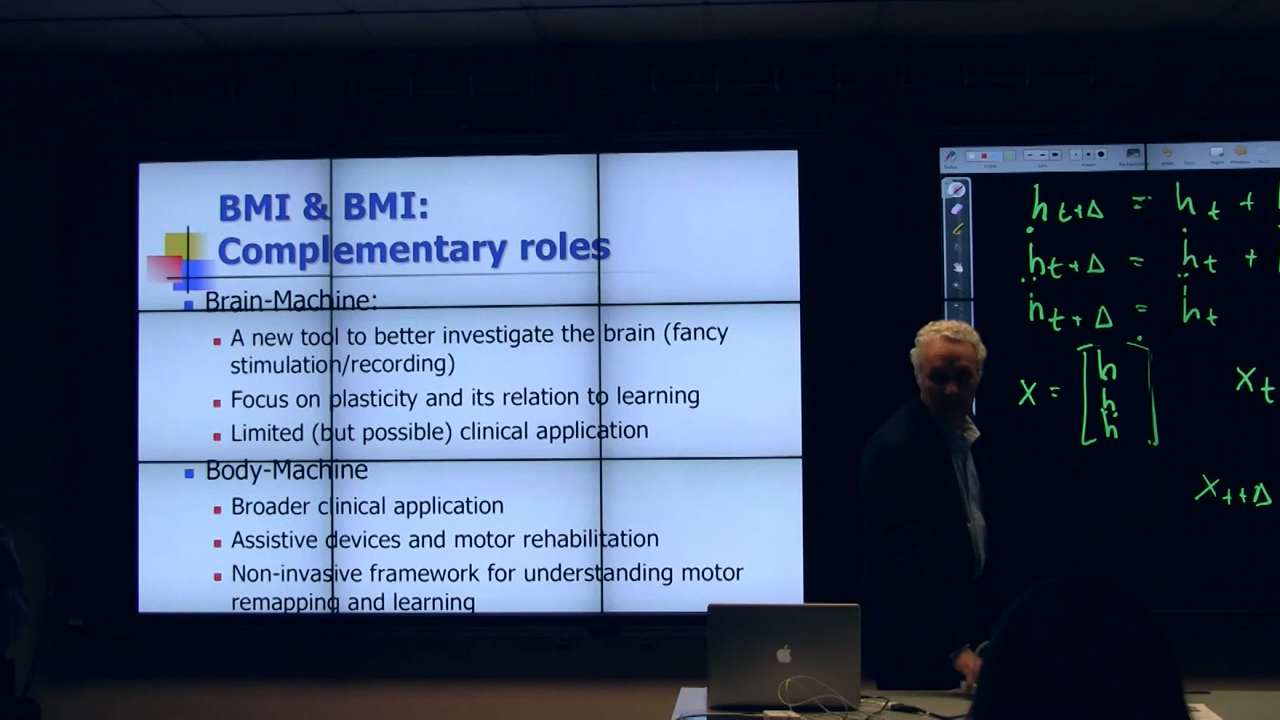 BMI & BMI:
Complementary roles
Brain-Machine:
A new tool to better investigate the brain (fancy
stimulation/recording)
Focus on plasticity and its relation to learning
Limited (but possible) clinical application
Body-Machine
Broader clinical application
Assistive devices and motor rehabilitation
Non-invasive framework for understanding motor
remapping and learning
h t+Δ = h t +
ḣ t+Δ = ḣ t +
ḧ t+Δ = ḧ t
X = [h ḣ ḧ]
X t
X t+Δ